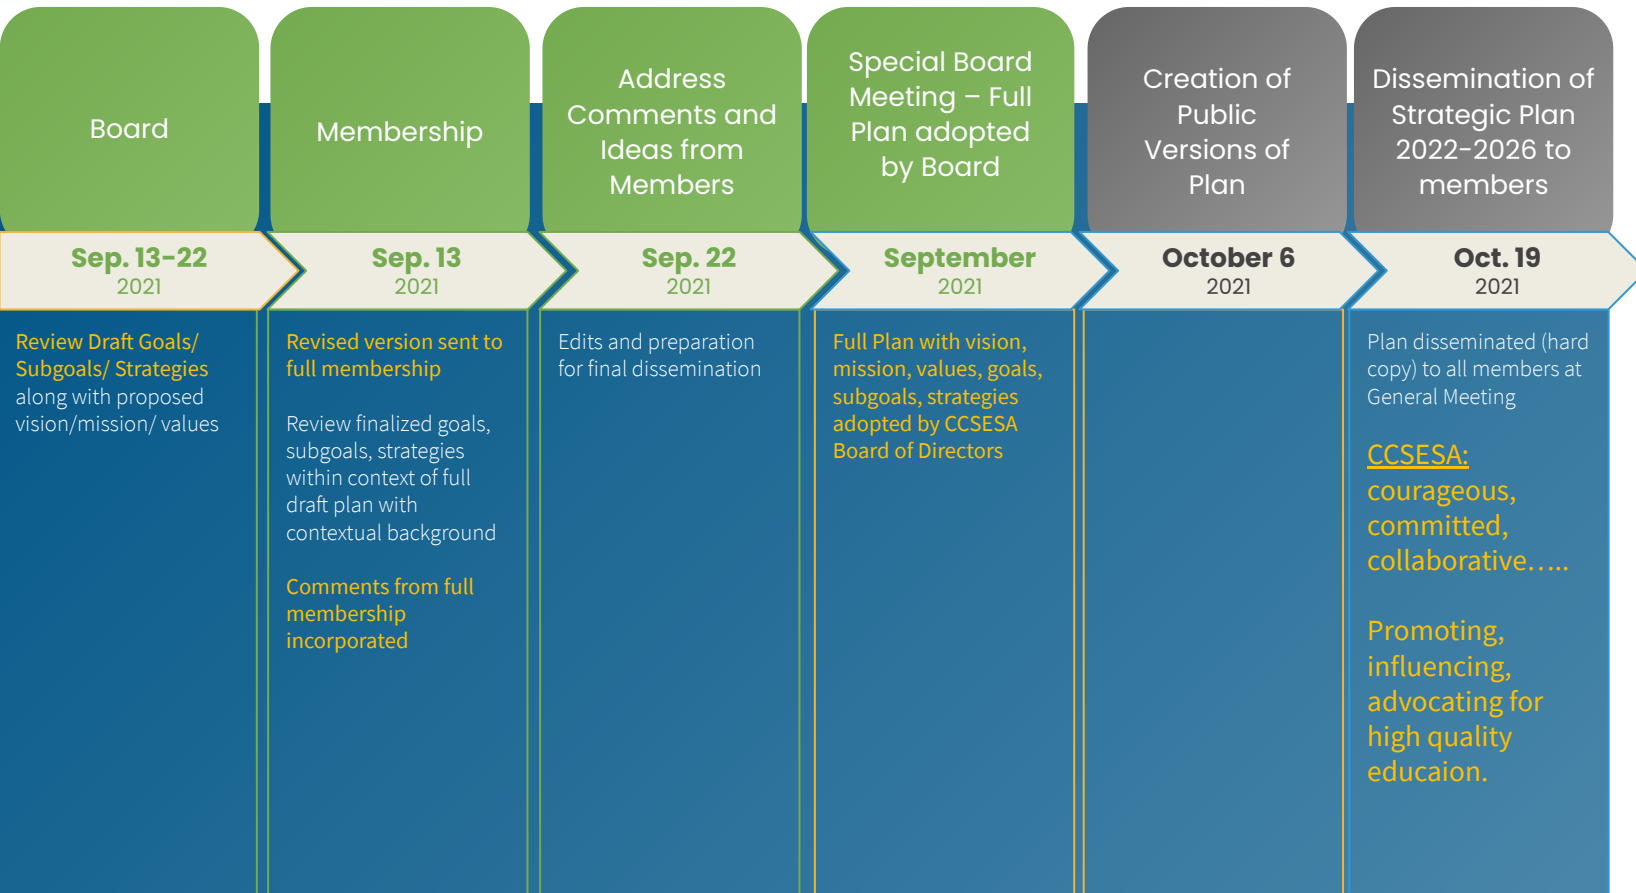 Board
Membership
Address
Comments and
Ideas from
Members
Special Board
Meeting – Full
Plan adopted
by Board
Creation of
Public
Versions of
Plan
Dissemination of
Strategic Plan
2022-2026 to
members
Sep. 13-22
2021
Sep. 13
2021
Sep. 22
2021
September
2021
October 6
2021
Oct. 19
2021
Review Draft Goals/
Subgoals/ Strategies
along with proposed
vision/mission/ values
Revised version sent to
full membership
Review finalized goals,
subgoals, strategies
within context of full
draft plan with
contextual background
Comments from full
membership
incorporated
Edits and preparation
for final dissemination
Full Plan with vision,
mission, values, goals,
subgoals, strategies
adopted by CCSESA
Board of Directors
Plan disseminated (hard
copy) to all members at
General Meeting
CCSESA:
courageous,
committed,
collaborative…..
Promoting,
influencing,
advocating for
high quality
educaion.